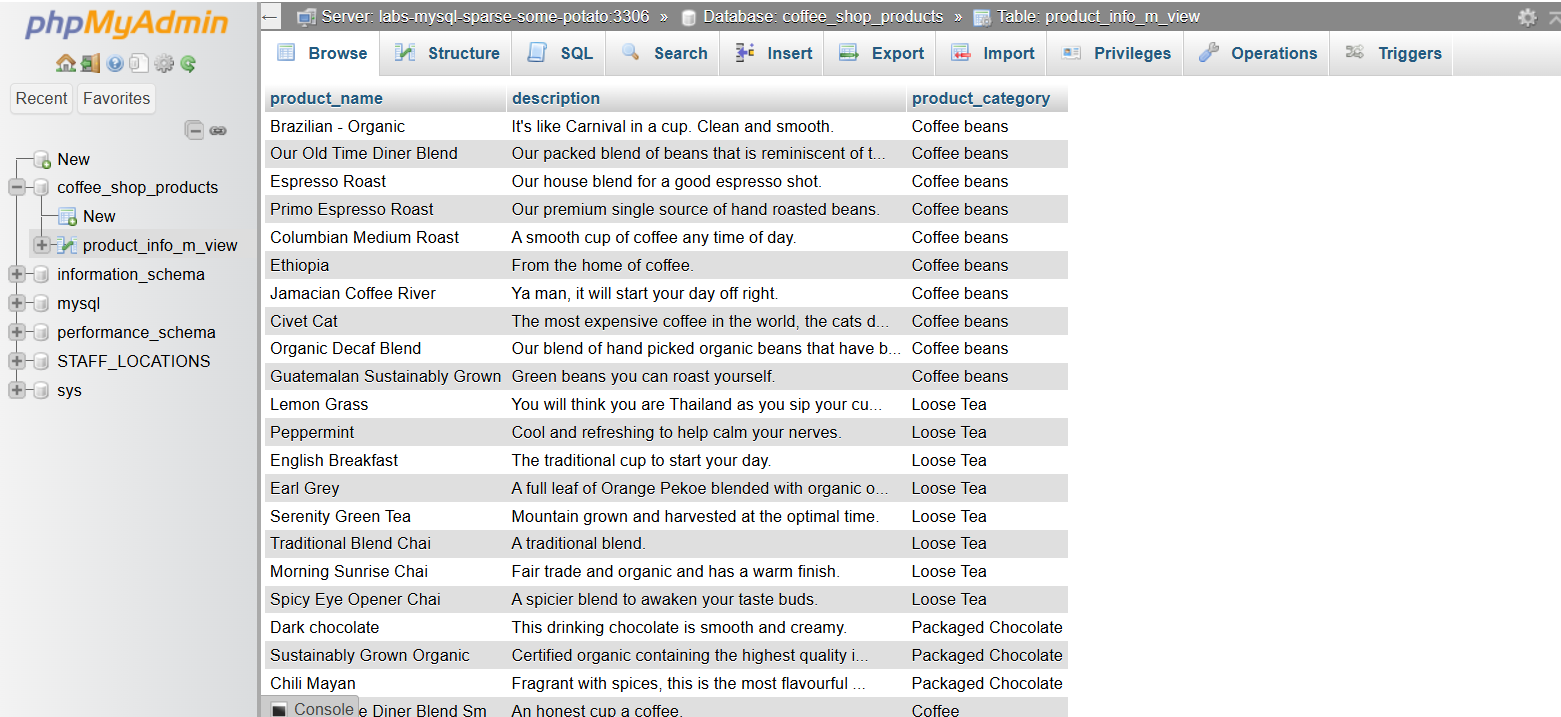 phpMyAdmin
Recent Favorites
New
coffee_shop_products
New
product_info_m_view
information_schema
mysql
performance_schema
STAFF_LOCATIONS
sys
← Server: labs-mysql-sparse-some-potato:3306 » Database: coffee_shop_products » Table: product_info_m_view
Browse Structure SQL Search Insert Export Import Privileges Operations Triggers
product_name description product_category
Brazilian - Organic It's like Carnival in a cup. Clean and smooth. Coffee beans
Our Old Time Diner Blend Our packed blend of beans that is reminiscent of t... Coffee beans
Espresso Roast Our house blend for a good espresso shot. Coffee beans
Primo Espresso Roast Our premium single source of hand roasted beans. Coffee beans
Columbian Medium Roast A smooth cup of coffee any time of day. Coffee beans
Ethiopia From the home of coffee. Coffee beans
Jamacian Coffee River Ya man, it will start your day off right. Coffee beans
Civet Cat The most expensive coffee in the world, the cats d... Coffee beans
Organic Decaf Blend Our blend of hand picked organic beans that have b... Coffee beans
Guatemalan Sustainably Grown Green beans you can roast yourself. Coffee beans
Lemon Grass You will think you are Thailand as you sip your cu... Loose Tea
Peppermint Cool and refreshing to help calm your nerves. Loose Tea
English Breakfast The traditional cup to start your day. Loose Tea
Earl Grey A full leaf of Orange Pekoe blended with organic o... Loose Tea
Serenity Green Tea Mountain grown and harvested at the optimal time. Loose Tea
Traditional Blend Chai A traditional blend. Loose Tea
Morning Sunrise Chai Fair trade and organic and has a warm finish. Loose Tea
Spicy Eye Opener Chai A spicier blend to awaken your taste buds. Loose Tea
Dark chocolate This drinking chocolate is smooth and creamy. Packaged Chocolate
Sustainably Grown Organic Certified organic containing the highest quality i... Packaged Chocolate
Chili Mayan Fragrant with spices, this is the most flavourful ... Packaged Chocolate
Console e Diner Blend Sm An honest cup a coffee. Coffee